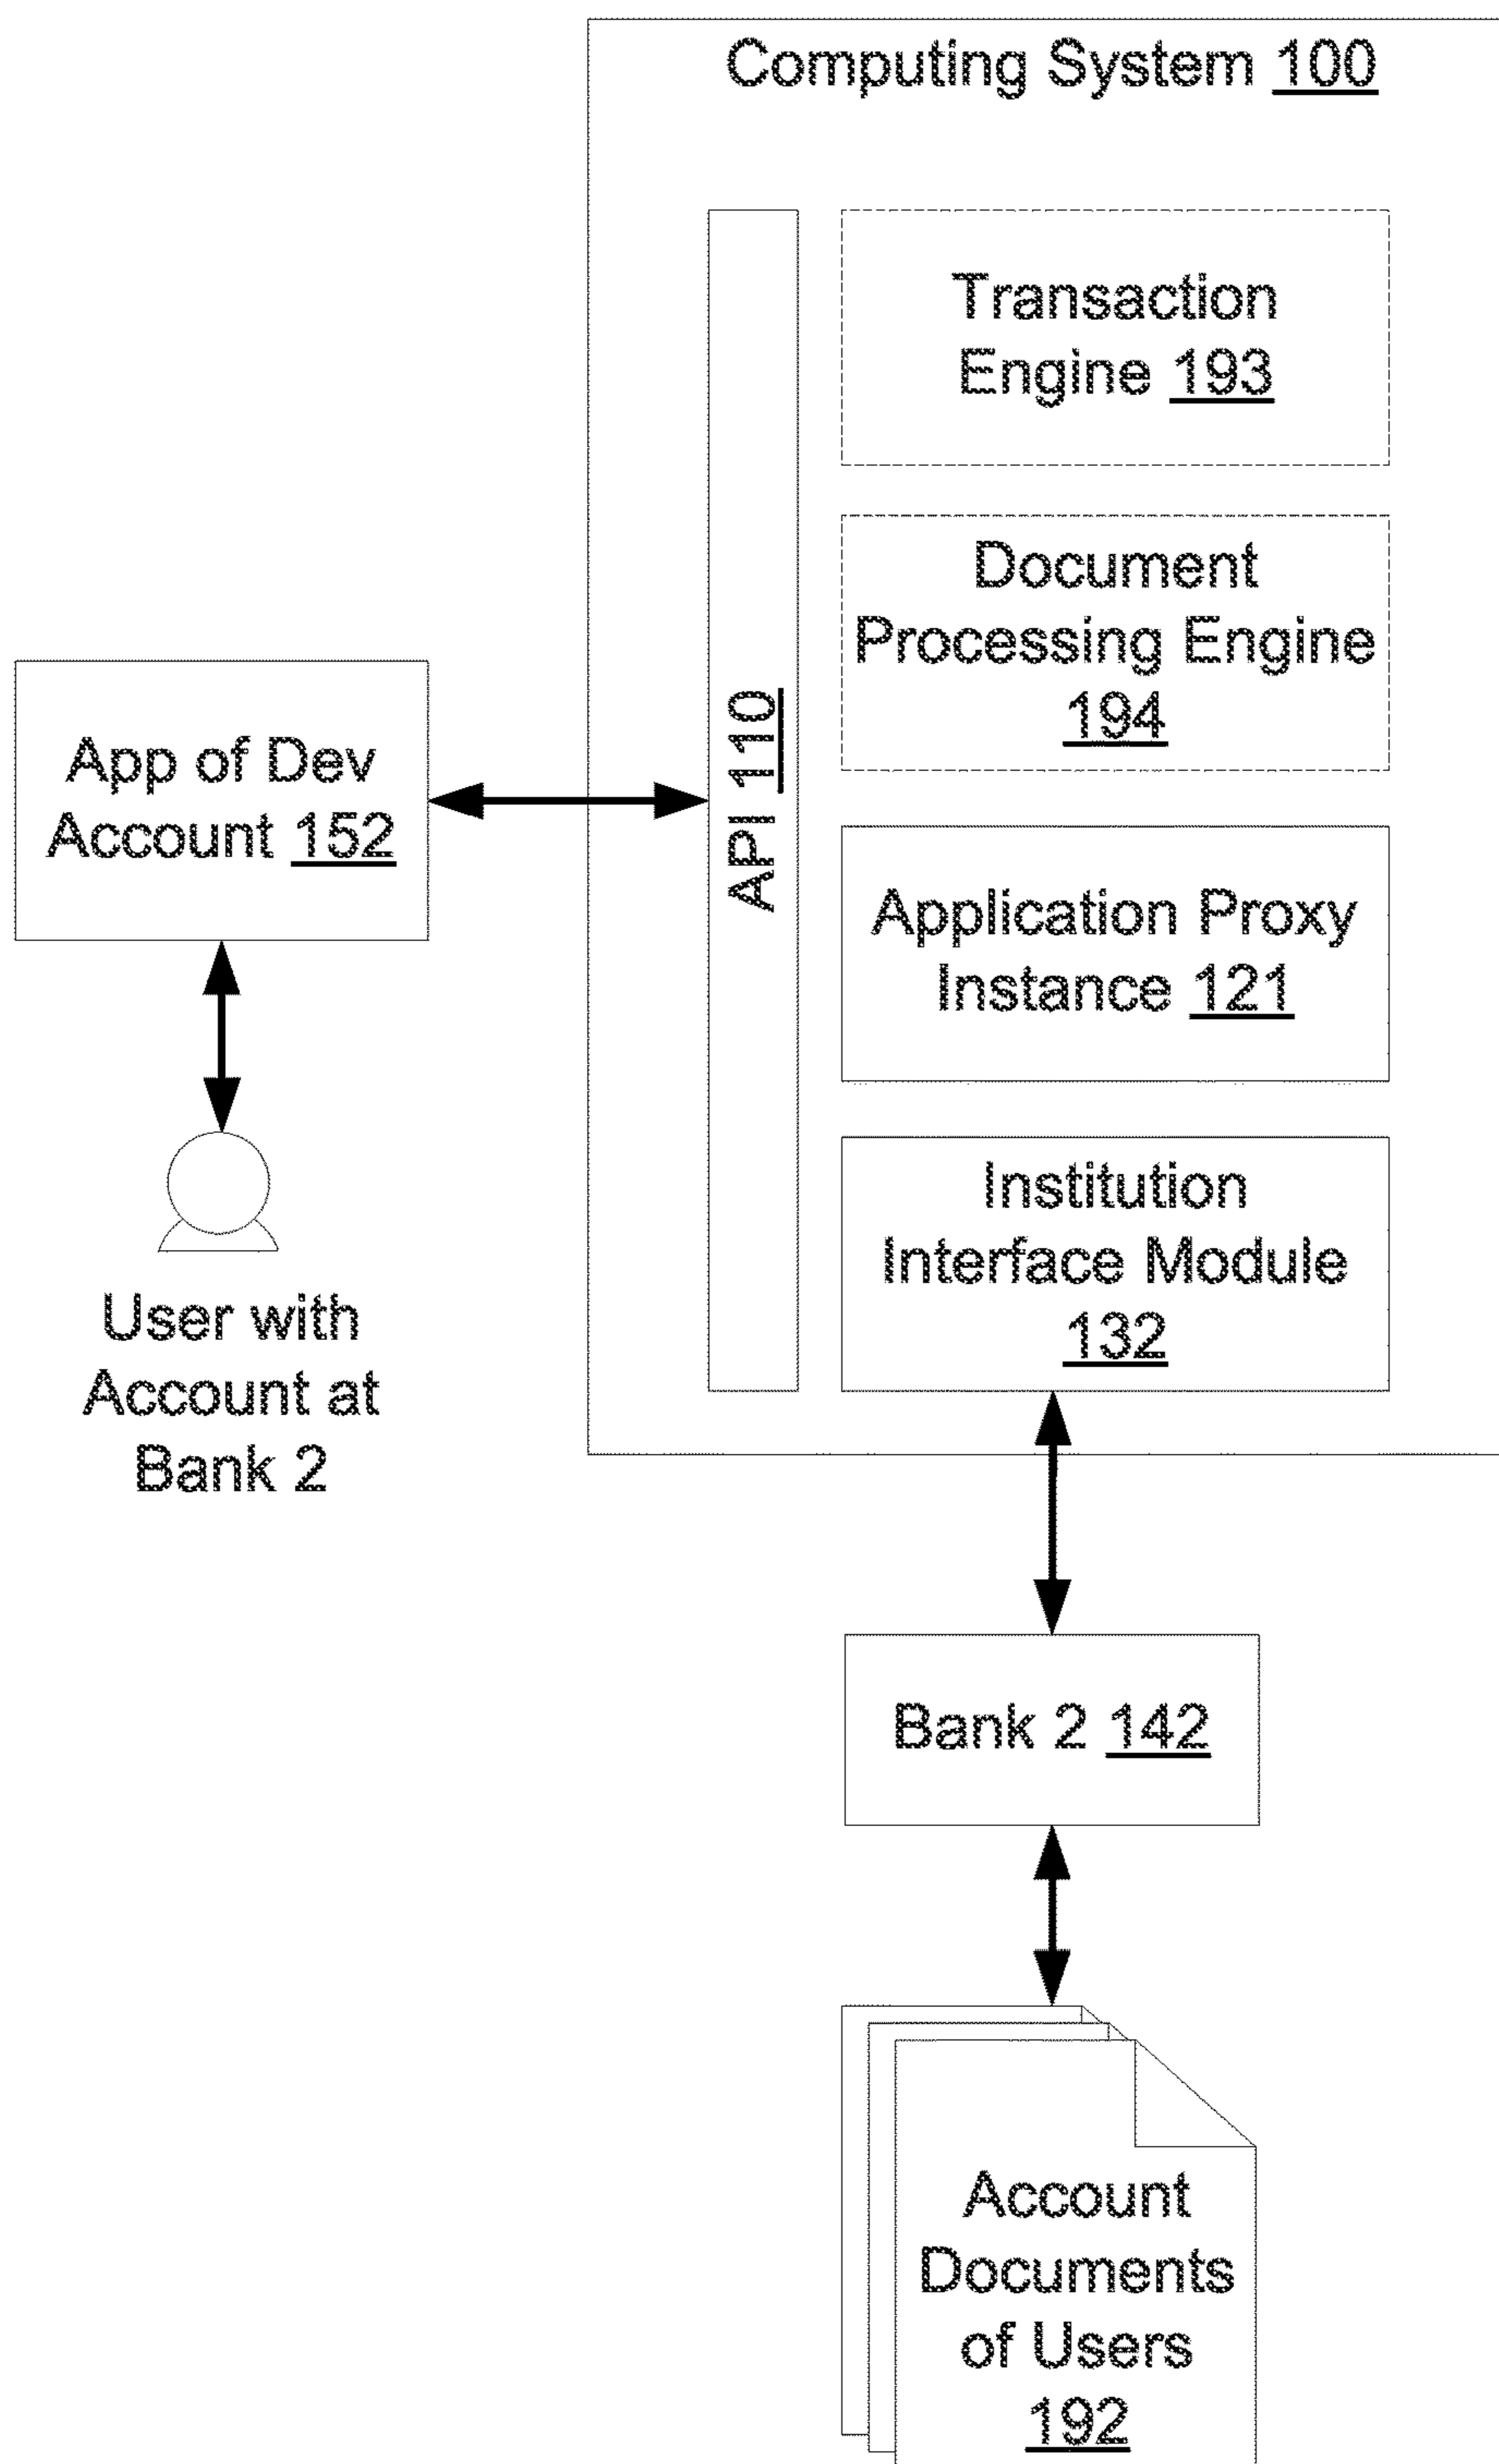 Computing System 100
Transaction
Engine 193
Document
Processing Engine
194
API 110
App of Dev
Account 152
Application Proxy
Instance 121
Institution
Interface Module
132
User with
Account at
Bank 2
Bank 2 142
Account
Documents
of Users
192